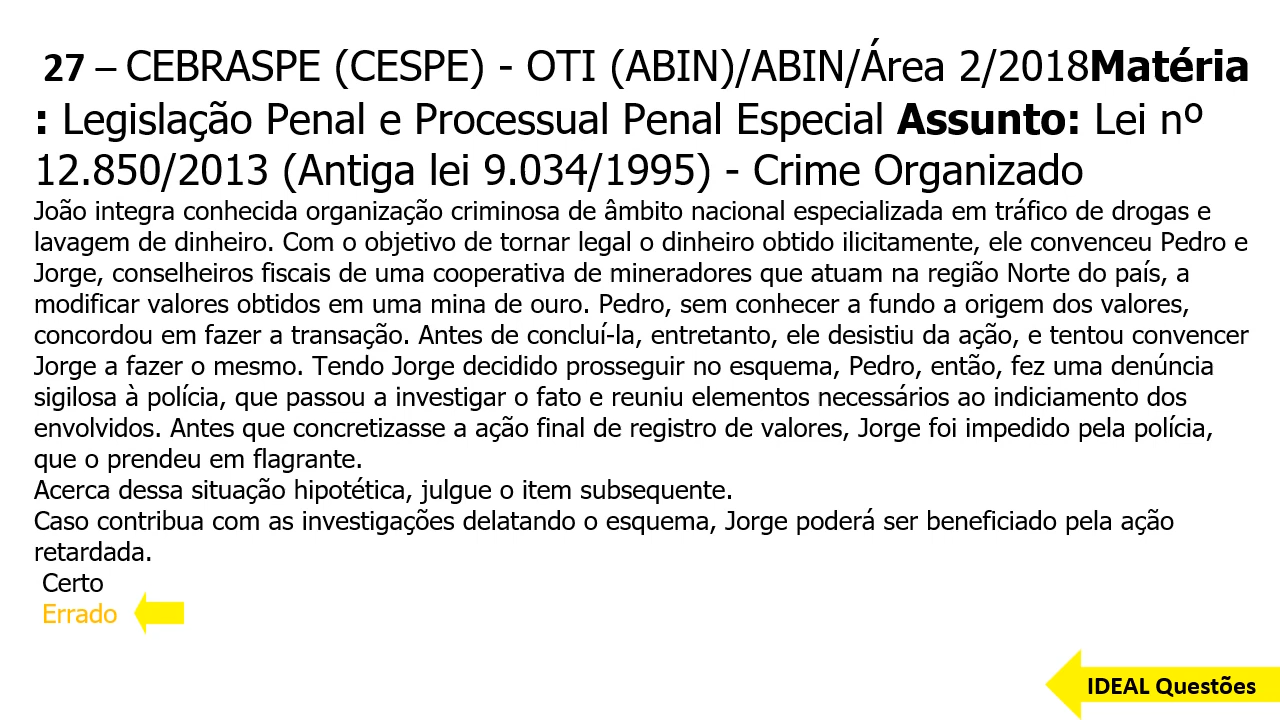 27 – CEBRASPE (CESPE) - OTI (ABIN)/ABIN/Área 2/2018Matéria
: Legislação Penal e Processual Penal Especial Assunto: Lei nº
12.850/2013 (Antiga lei 9.034/1995) - Crime Organizado
João integra conhecida organização criminosa de âmbito nacional especializada em tráfico de drogas e
lavagem de dinheiro. Com o objetivo de tornar legal o dinheiro obtido ilicitamente, ele convenceu Pedro e
Jorge, conselheiros fiscais de uma cooperativa de mineradores que atuam na região Norte do país, a
modificar valores obtidos em uma mina de ouro. Pedro, sem conhecer a fundo a origem dos valores,
concordou em fazer a transação. Antes de concluí-la, entretanto, ele desistiu da ação, e tentou convencer
Jorge a fazer o mesmo. Tendo Jorge decidido prosseguir no esquema, Pedro, então, fez uma denúncia
sigilosa à polícia, que passou a investigar o fato e reuniu elementos necessários ao indiciamento dos
envolvidos. Antes que concretizasse a ação final de registro de valores, Jorge foi impedido pela polícia,
que o prendeu em flagrante.
Acerca dessa situação hipotética, julgue o item subsequente.
Caso contribua com as investigações delatando o esquema, Jorge poderá ser beneficiado pela ação
retardada.
Certo
Errado
IDEAL Questões